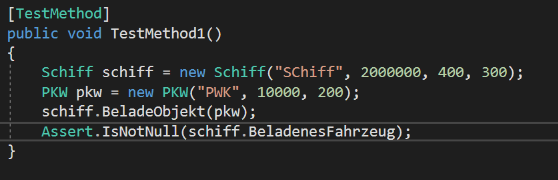 [TestMethod]
public void TestMethod1()
{
Schiff schiff = new Schiff("SChiff", 2000000, 400, 300);
PKW pkw = new PKW("PWK", 10000, 200);
schiff.BeladeObjekt(pkw);
Assert.IsNotNull(schiff.BeladenesFahrzeug);
}